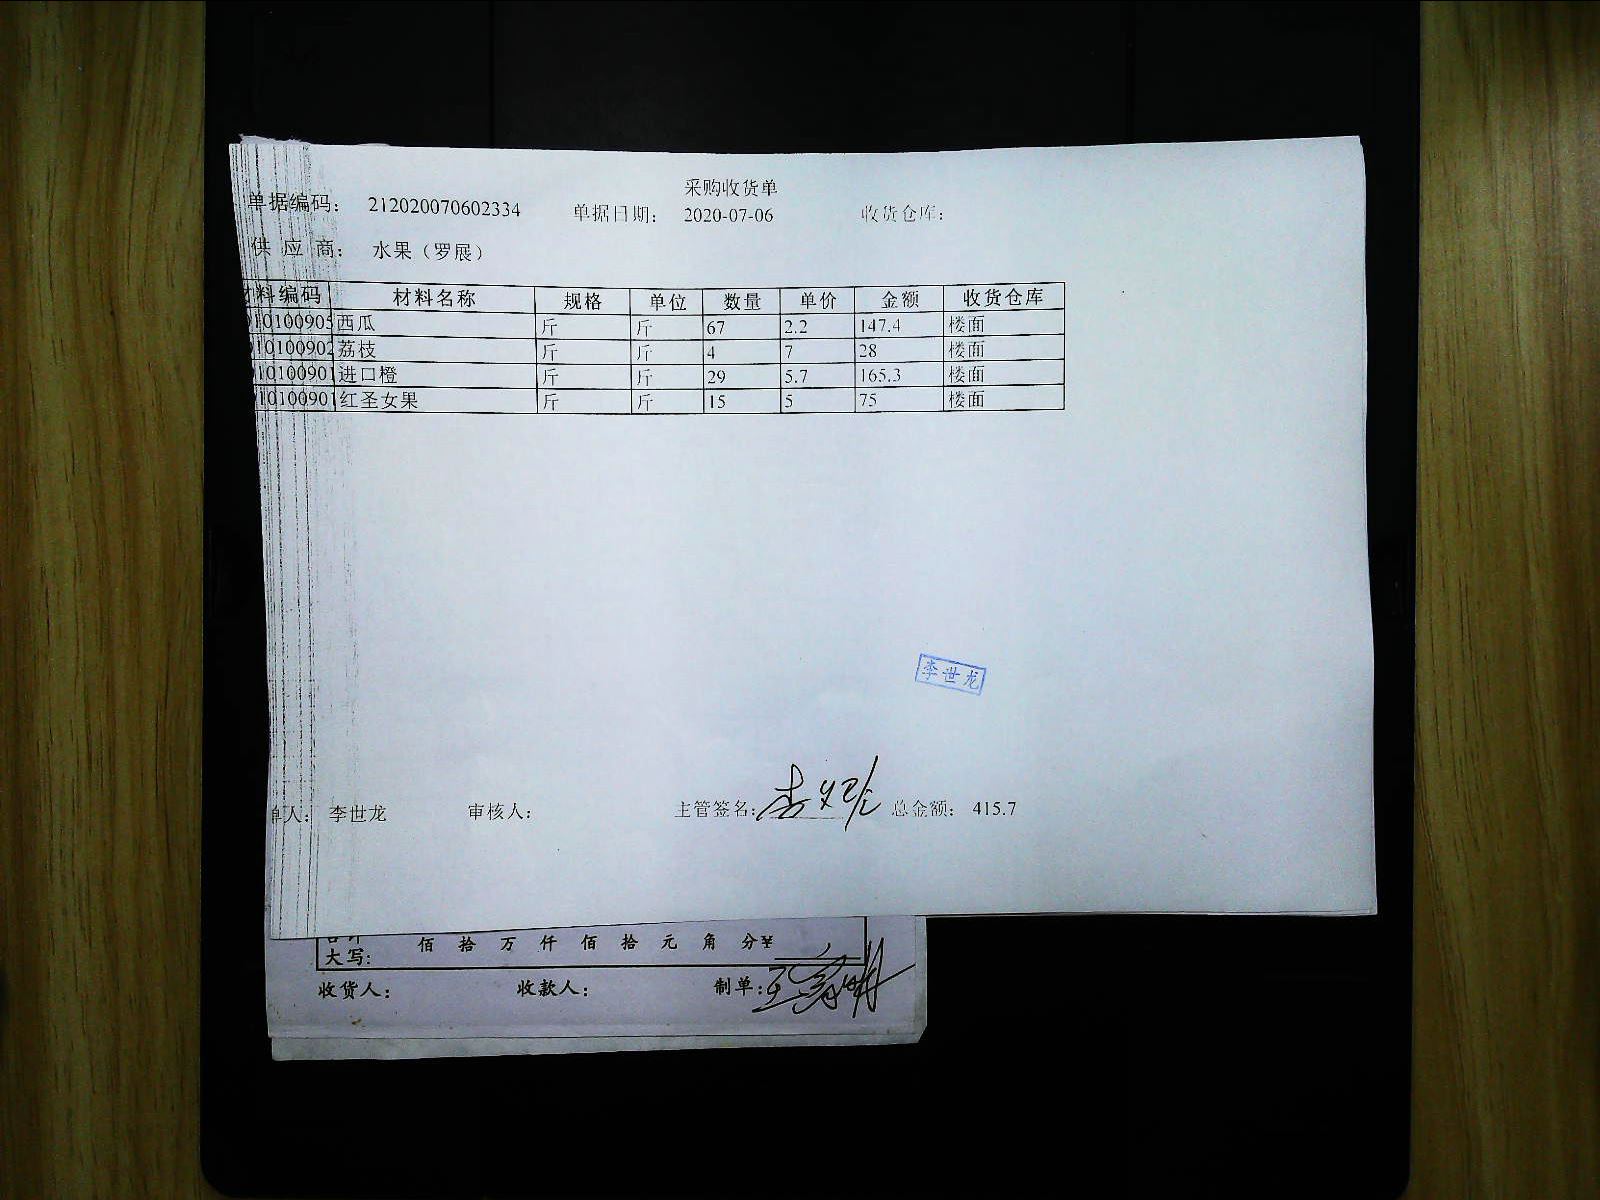 采购收货单
单据编码： 212020070602334 单据日期： 2020-07-06 收货仓库：
供 应 商： 水果（罗展）
材料编码 材料名称 规格 单位 数量 单价 金额 收货仓库
10100905 西瓜 斤 斤 67 2.2 147.4 楼面
10100902 荔枝 斤 斤 4 7 28 楼面
10100901 进口橙 斤 斤 29 5.7 165.3 楼面
10100901 红圣女果 斤 斤 15 5 75 楼面
李世龙
单人： 李世龙 审核人： 主管签名： 总金额： 415.7
大写： 佰 拾 万 仟 佰 拾 元 角 分 ¥
收货人： 收款人： 制单：